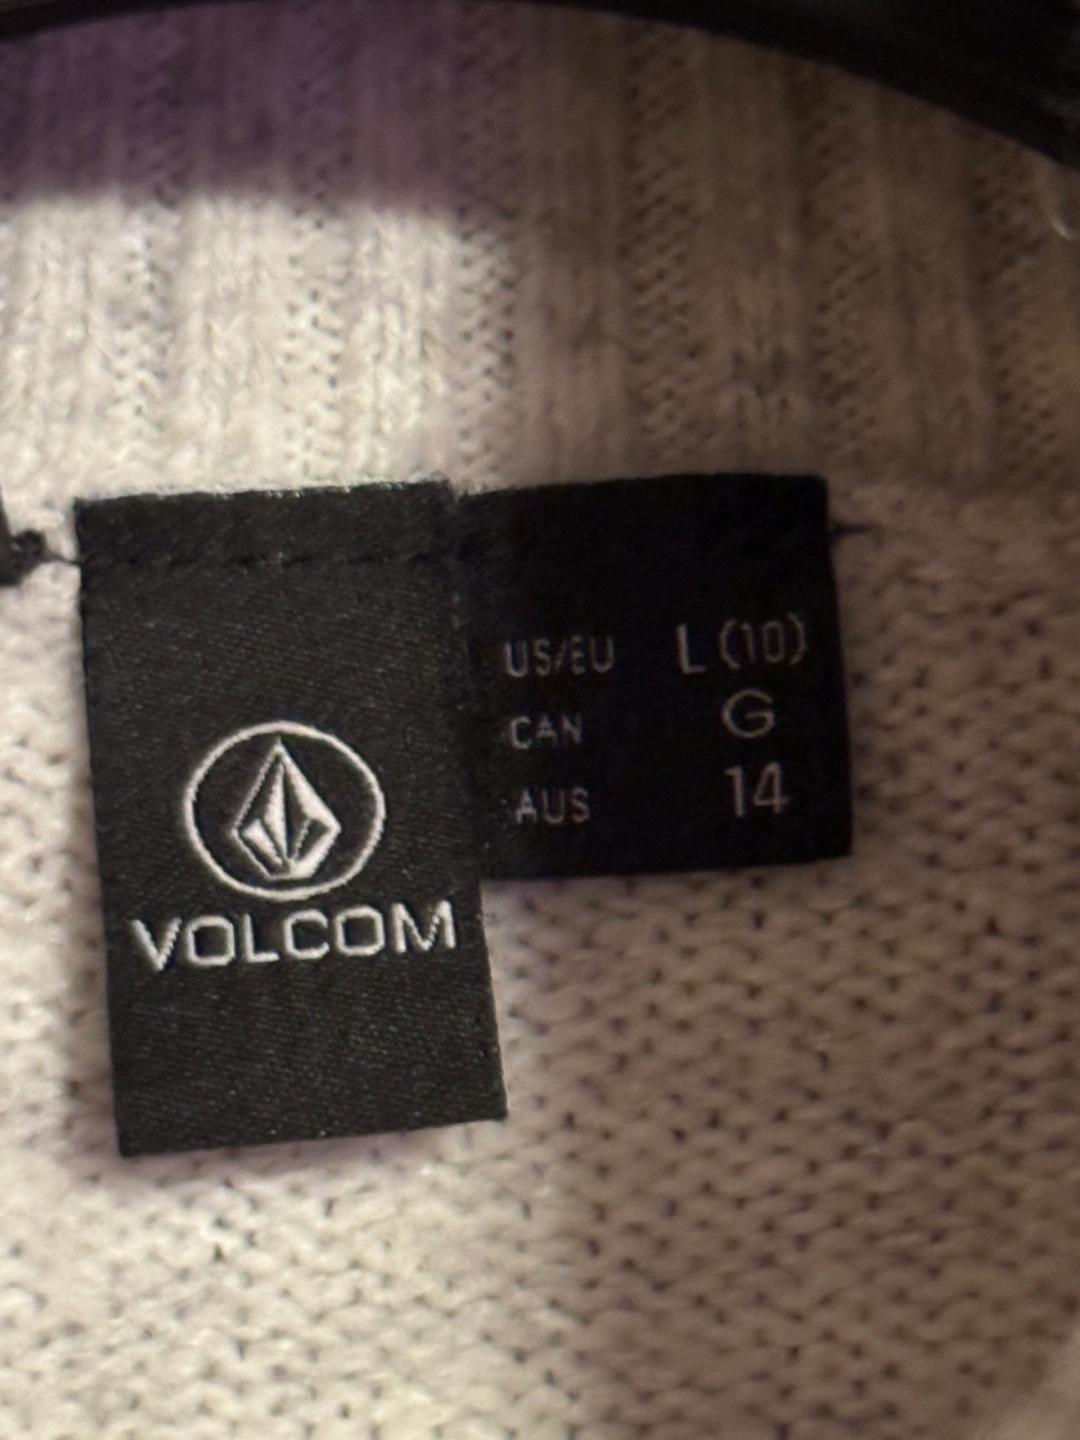 VOLCOM
US/EU L (10)
CAN G
AUS 14